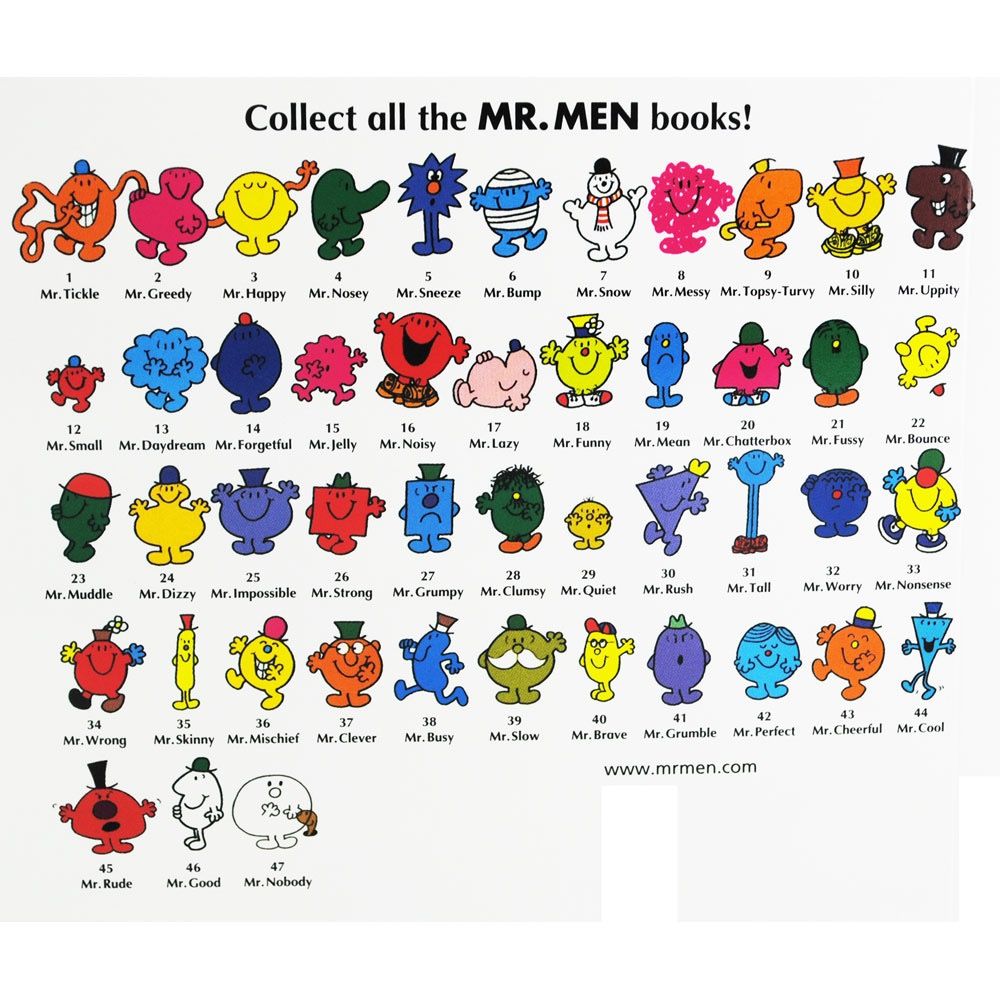 Collect all the MR. MEN books!
1 2 3 4 5 6 7 8 9 10 11
Mr. Tickle Mr. Greedy Mr. Happy Mr. Nosey Mr. Sneeze Mr. Bump Mr. Snow Mr. Messy Mr. Topsy-Turvy Mr. Silly Mr. Uppity
12 13 14 15 16 17 18 19 20 21 22
Mr. Small Mr. Daydream Mr. Forgetful Mr. Jelly Mr. Noisy Mr. Lazy Mr. Funny Mr. Mean Mr. Chatterbox Mr. Fussy Mr. Bounce
23 24 25 26 27 28 29 30 31 32 33
Mr. Muddle Mr. Dizzy Mr. Impossible Mr. Strong Mr. Grumpy Mr. Clumsy Mr. Quiet Mr. Rush Mr. Tall Mr. Worry Mr. Nonsense
34 35 36 37 38 39 40 41 42 43 44
Mr. Wrong Mr. Skinny Mr. Mischief Mr. Clever Mr. Busy Mr. Slow Mr. Brave Mr. Grumble Mr. Perfect Mr. Cheerful Mr. Cool
www.mrmen.com
45 46 47
Mr. Rude Mr. Good Mr. Nobody